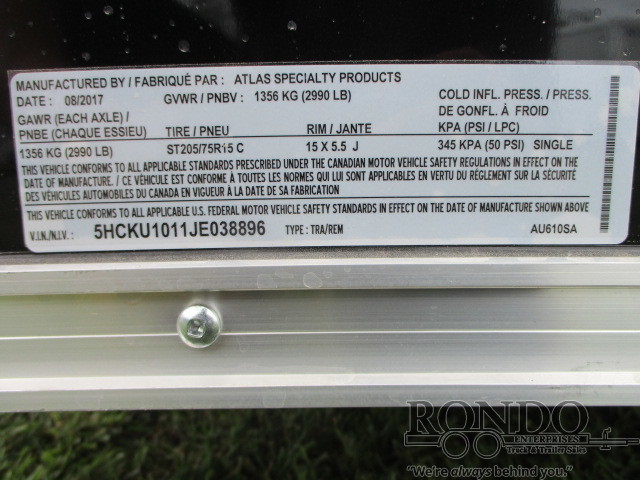 MANUFACTURED BY / FABRIQUÉ PAR : ATLAS SPECIALTY PRODUCTS
DATE : 08/2017 GVWR / PNBV : 1356 KG (2990 LB) COLD INFL. PRESS. / PRESS.
GAWR (EACH AXLE) / DE GONFL. À FROID
PNBE (CHAQUE ESSIEU) TIRE / PNEU RIM / JANTE KPA (PSI / LPC)
1356 KG (2990 LB) ST205/75R15 C 15 X 5.5 J 345 KPA (50 PSI) SINGLE
THIS VEHICLE CONFORMS TO ALL APPLICABLE STANDARDS PRESCRIBED UNDER THE CANADIAN MOTOR VEHICLE SAFETY REGULATIONS IN EFFECT ON THE
DATE OF MANUFACTURE / CE VÉHICULE EST CONFORME À TOUTES LES NORMES QUI LUI SONT APPLICABLES EN VERTU DU RÈGLEMENT SUR LA SÉCURITÉ
DES VÉHICULES AUTOMOBILES DU CANADA EN VIGUEUR À LA DATE DE SA FABRICATION
THIS VEHICLE CONFORMS TO ALL APPLICABLE U.S. FEDERAL MOTOR VEHICLE SAFETY STANDARDS IN EFFECT ON THE DATE OF MANUFACTURE SHOWN ABOVE
V.I.N./N.I.V. : 5HCKU1011JE038896 TYPE : TRA/REM AU610SA
RONDO
ENTERPRISES
Truck & Trailer Sales
"We're always behind you."